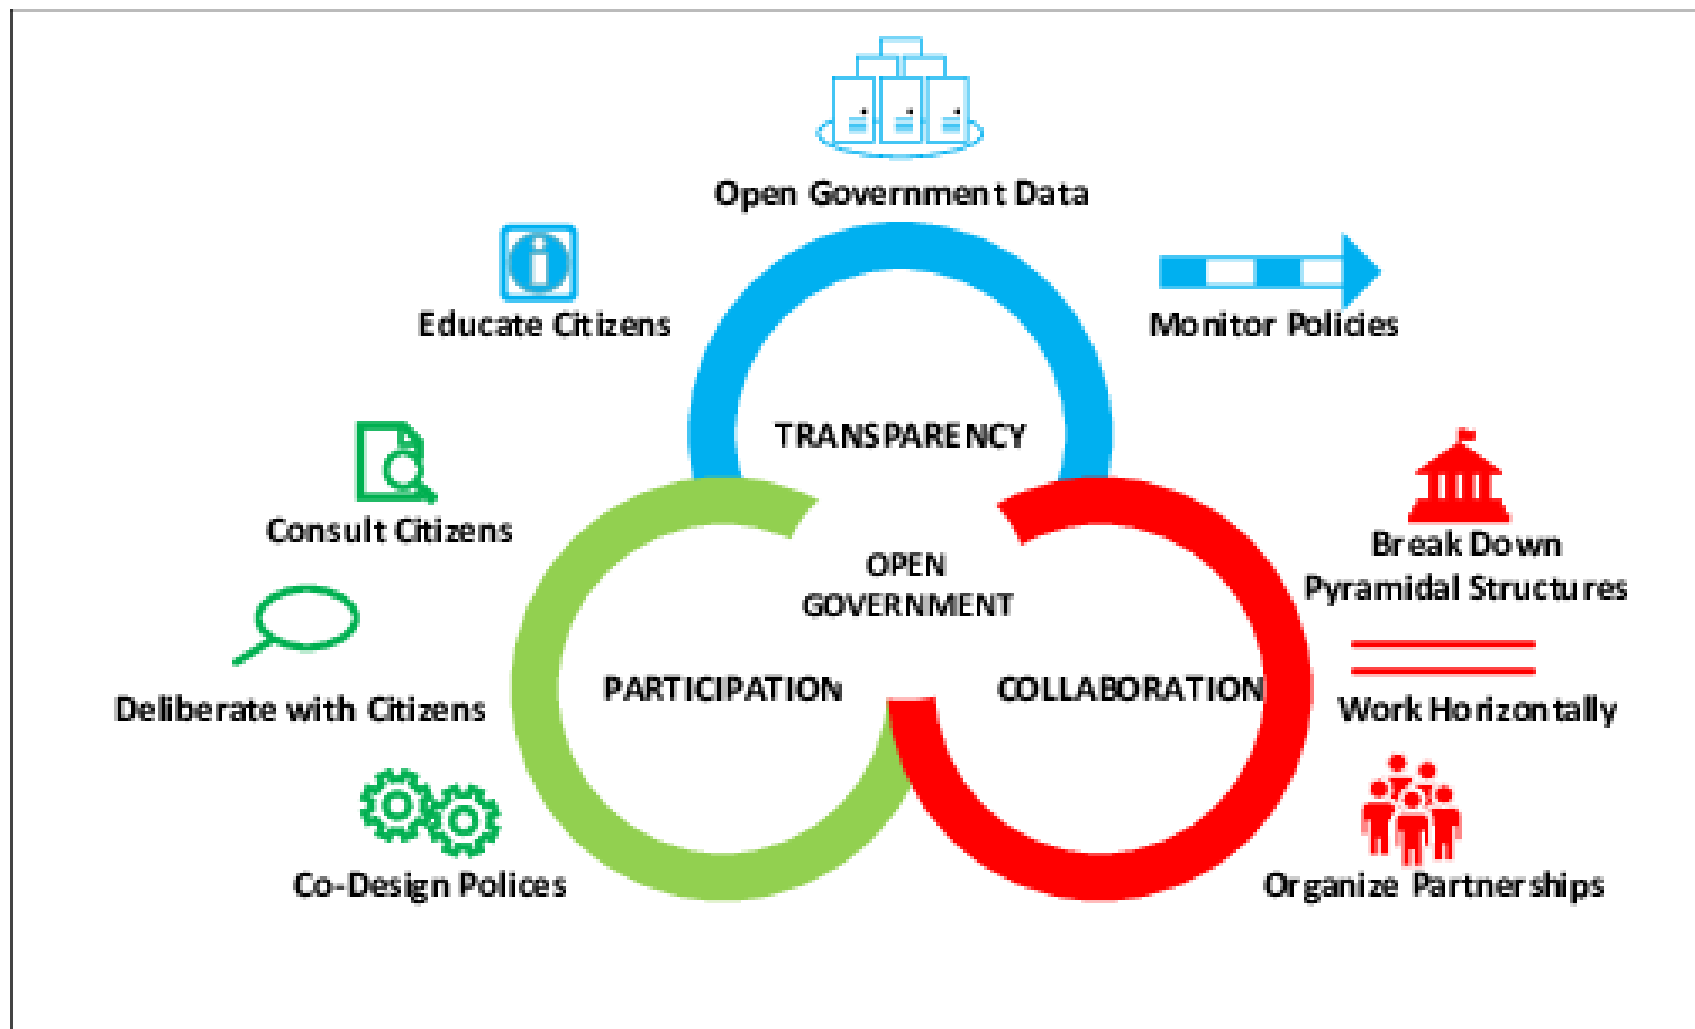 Open Government Data
Educate Citizens
Monitor Policies
TRANSPARENCY
Consult Citizens
Break Down
Pyramidal Structures
OPEN
GOVERNMENT
Deliberate with Citizens
PARTICIPATION
COLLABORATION
Work Horizontally
Co-Design Polices
Organize Partnerships